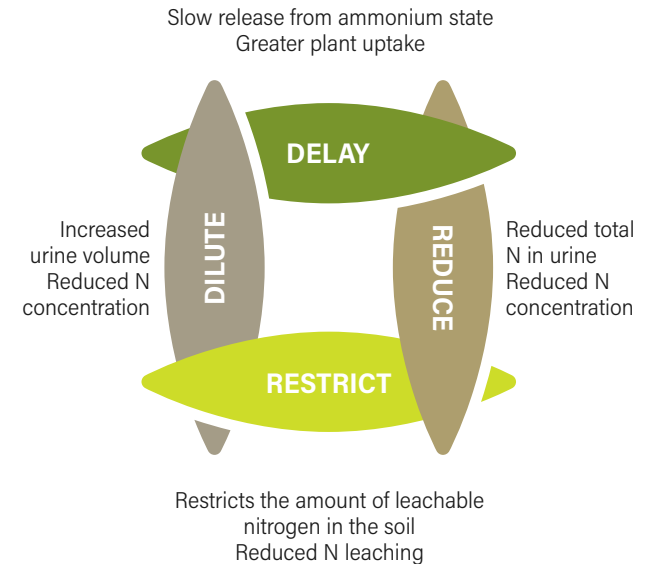 Slow release from ammonium state
Greater plant uptake
DELAY
DILUTE
Increased
urine volume
Reduced N
concentration
REDUCE
Reduced total
N in urine
Reduced N
concentration
RESTRICT
Restricts the amount of leachable
nitrogen in the soil
Reduced N leaching